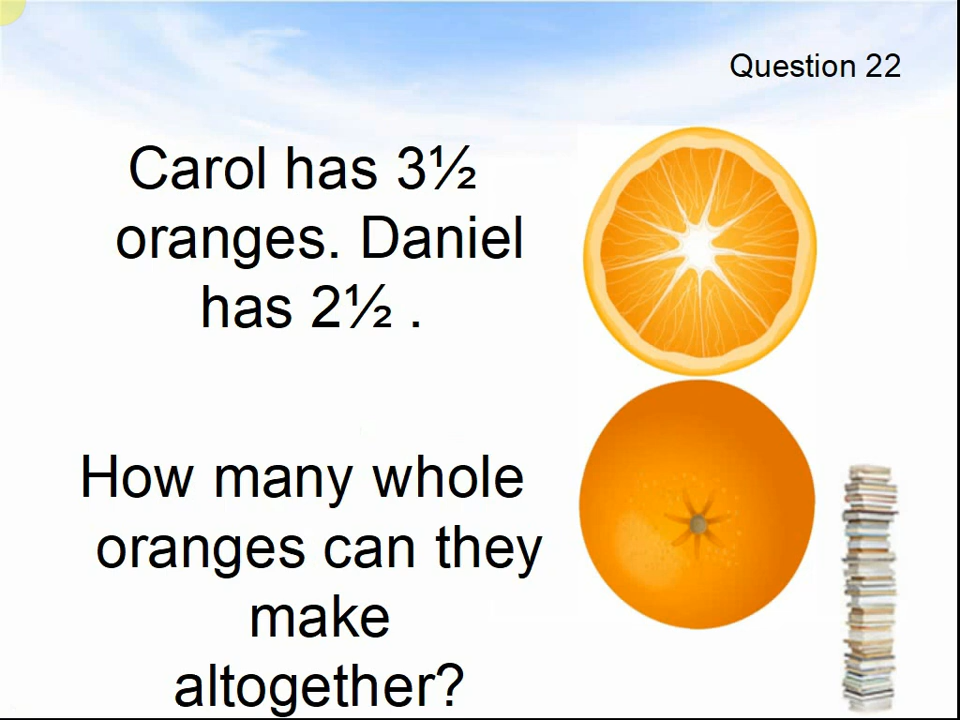 Question 22
Carol has 3½
oranges. Daniel
has 2½ .
How many whole
oranges can they
make
altogether?